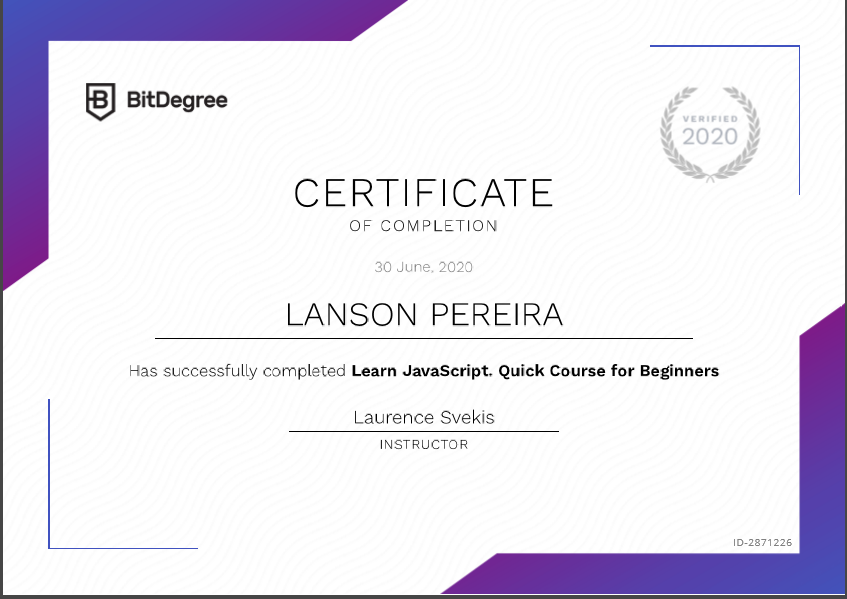 BitDegree
VERIFIED
2020
CERTIFICATE
OF COMPLETION
30 June, 2020
LANSON PEREIRA
Has successfully completed Learn JavaScript. Quick Course for Beginners
Laurence Svekis
INSTRUCTOR
ID-2871226